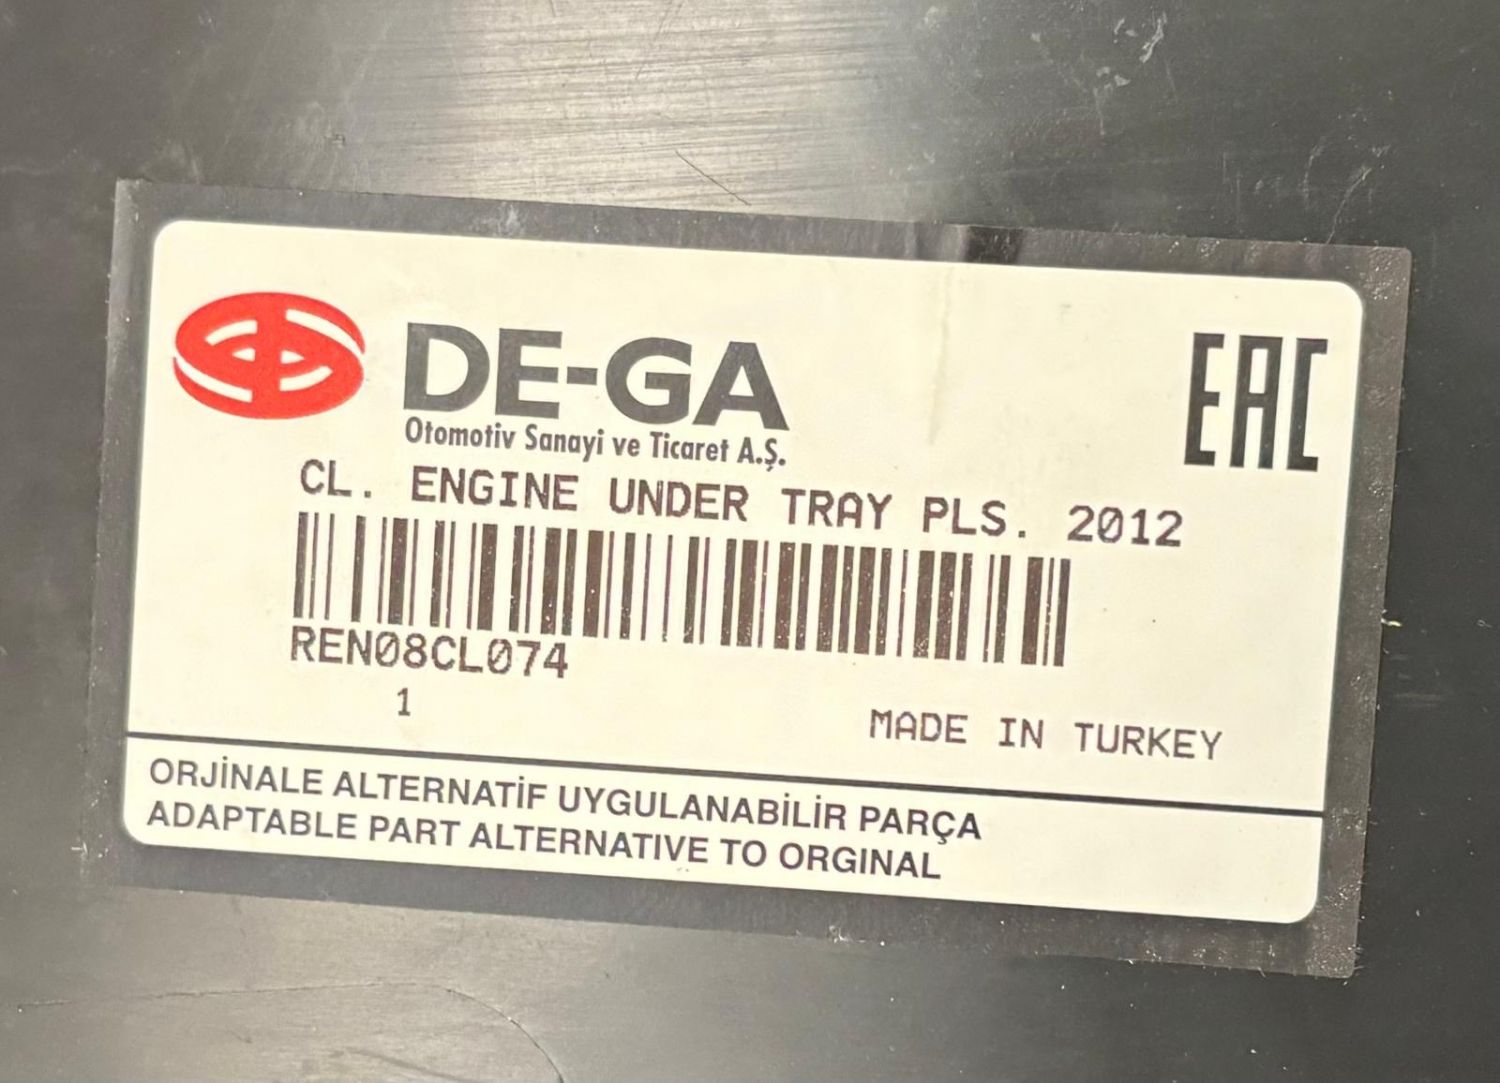 DE-GA
EAC
Otomotiv Sanayi ve Ticaret A.Ş.
CL. ENGINE UNDER TRAY PLS. 2012
REN08CL074
1
MADE IN TURKEY
ORJİNALE ALTERNATİF UYGULANABİLİR PARÇA
ADAPTABLE PART ALTERNATIVE TO ORGINAL